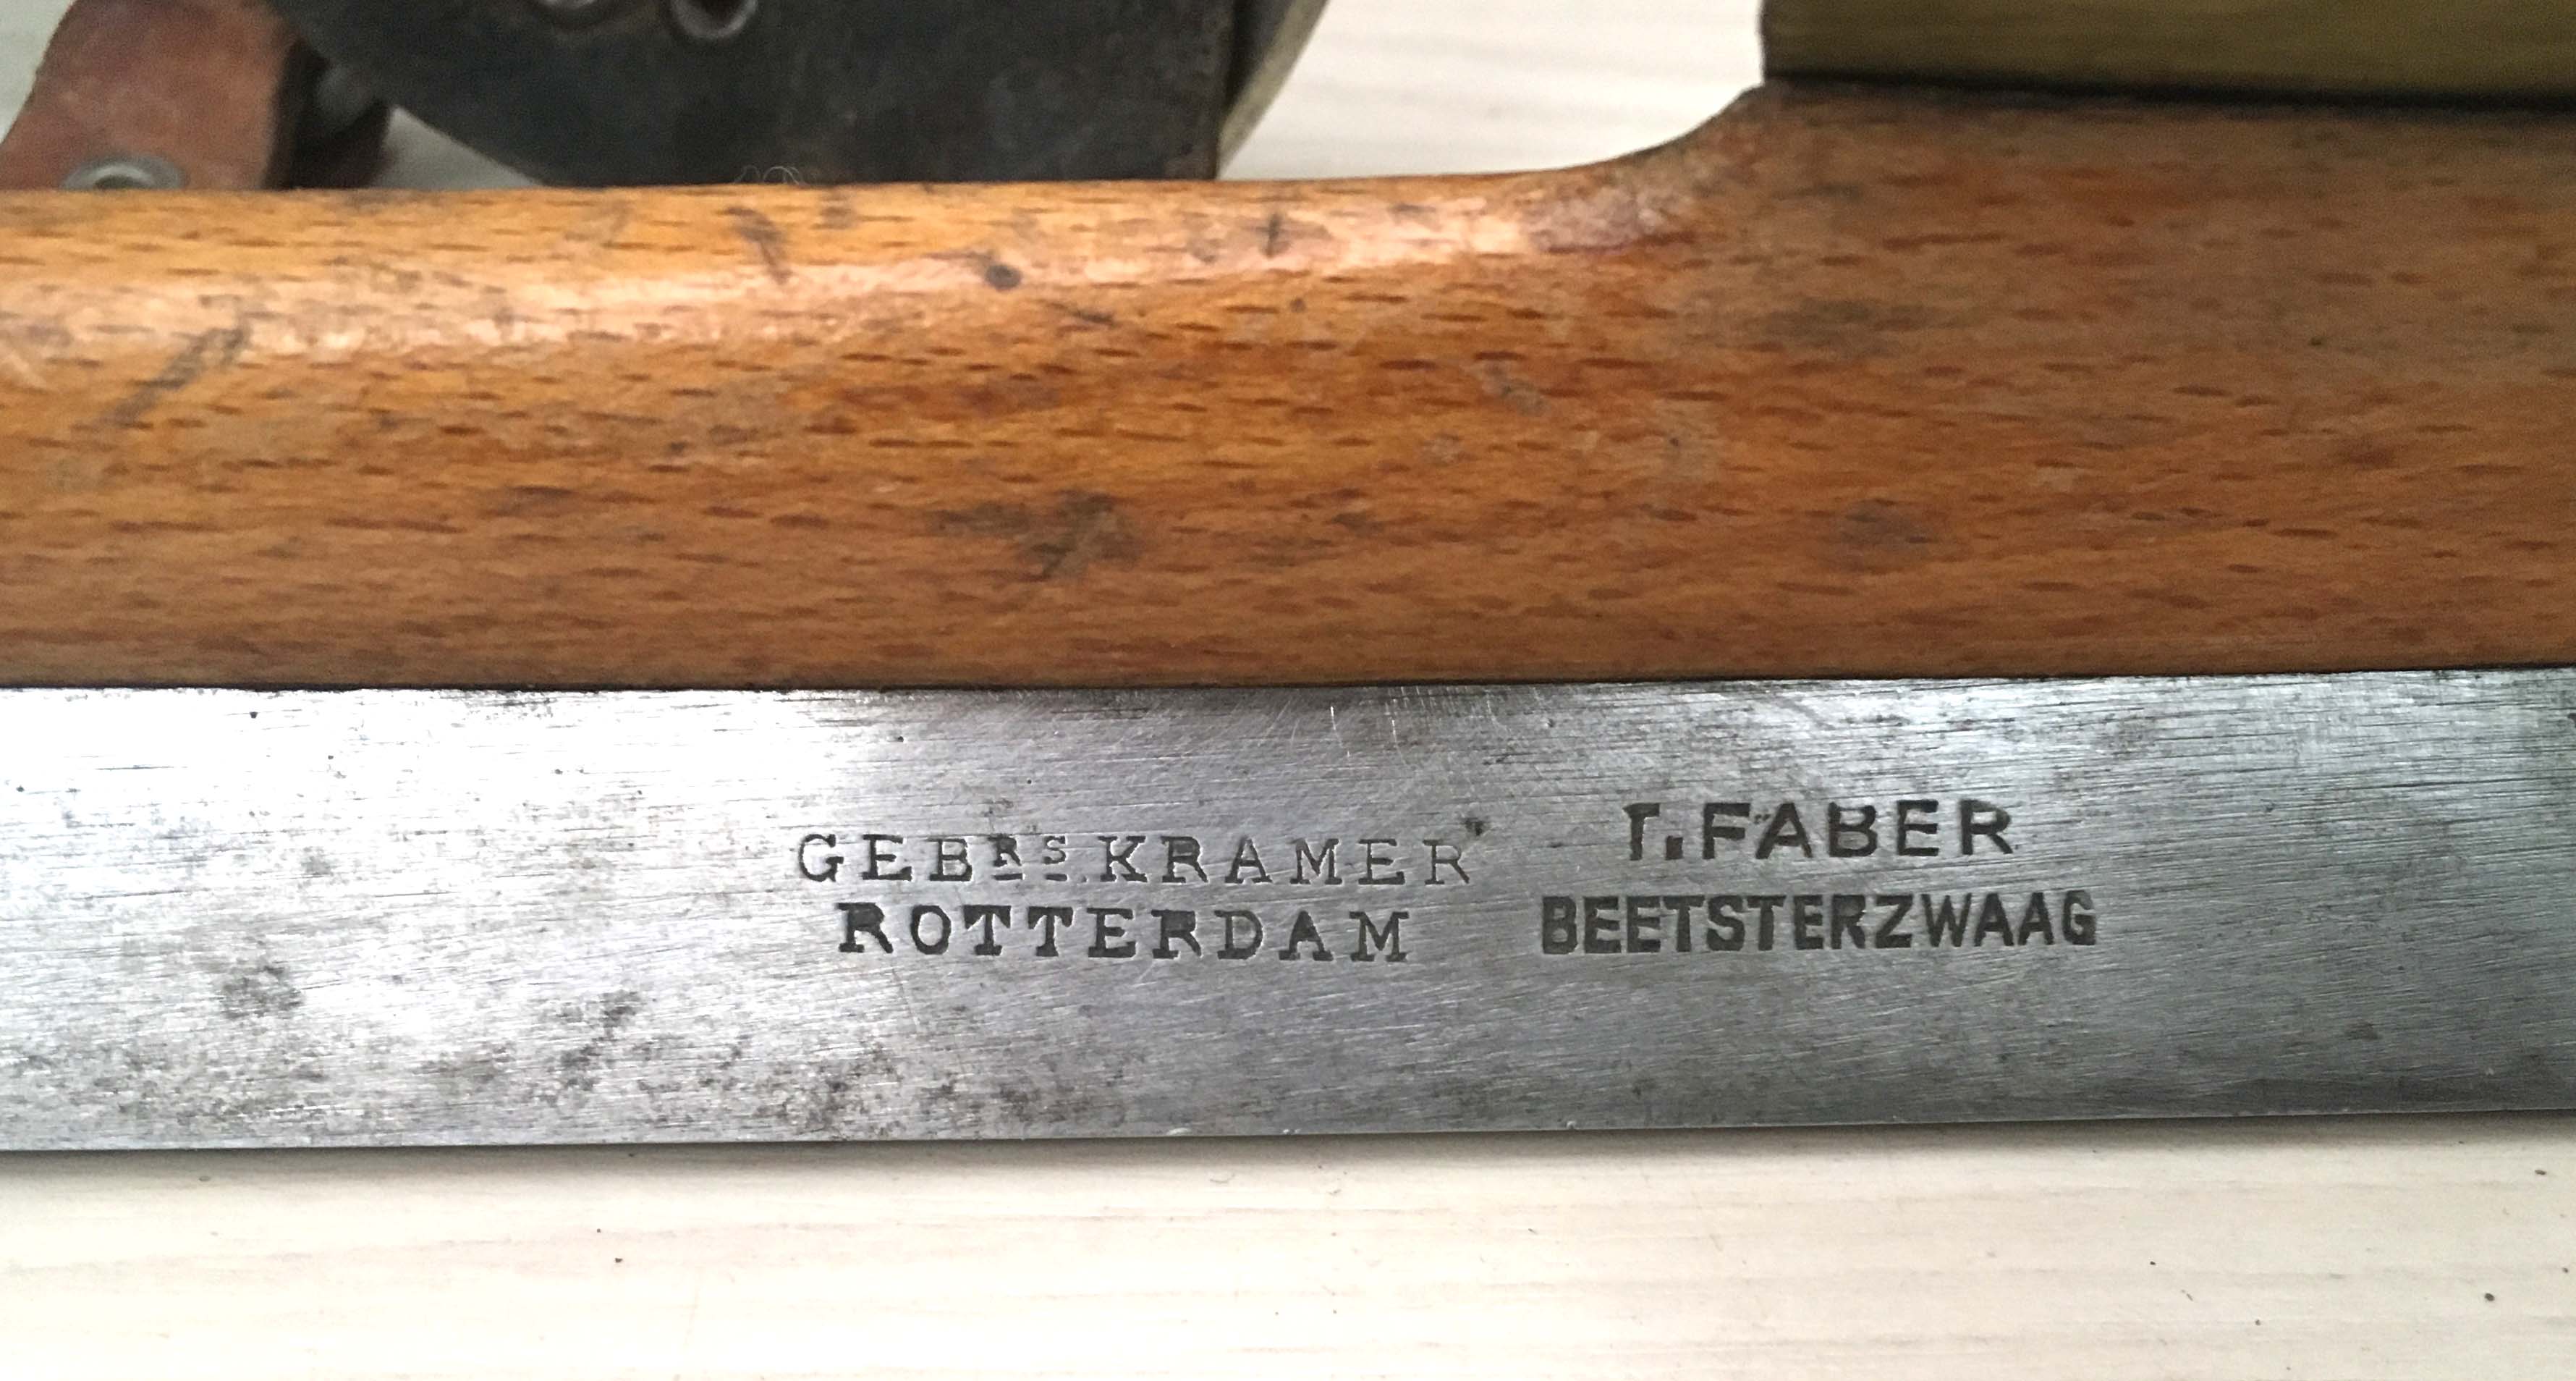 GEBRS. KRAMER
ROTTERDAM
T. FABER
BEETSTERZWAAG